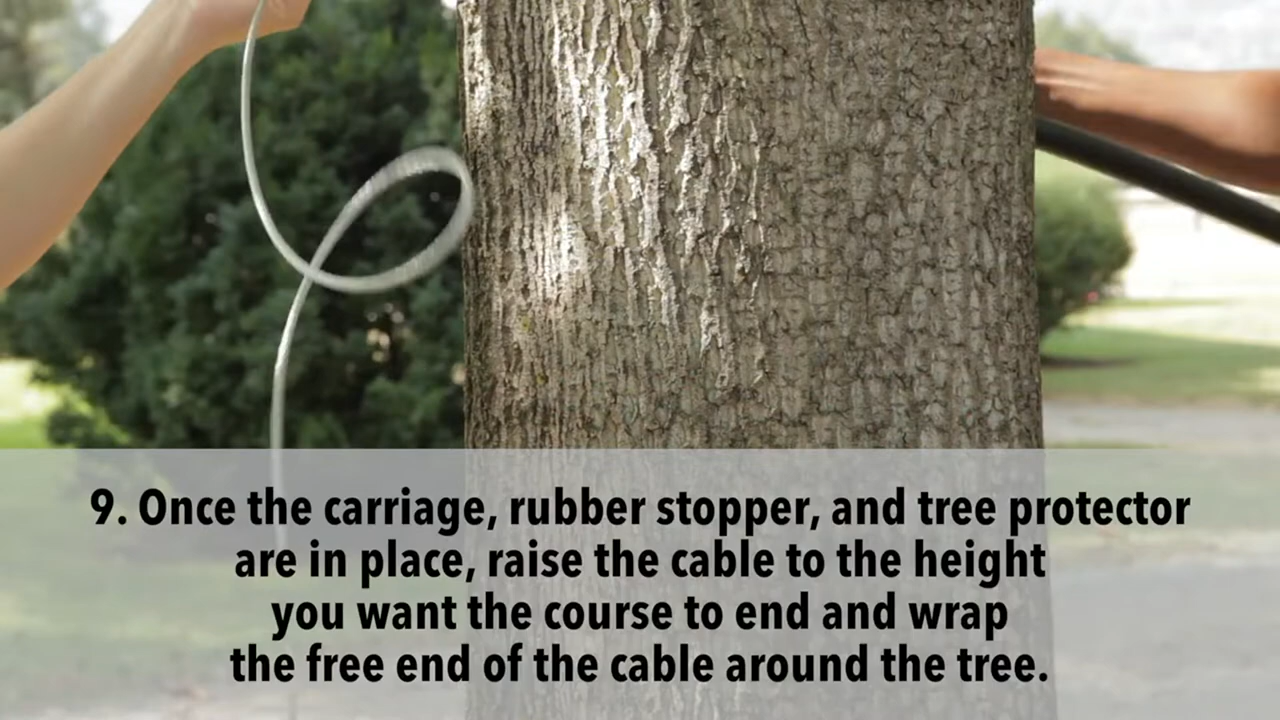 9. Once the carriage, rubber stopper, and tree protector
are in place, raise the cable to the height
you want the course to end and wrap
the free end of the cable around the tree.